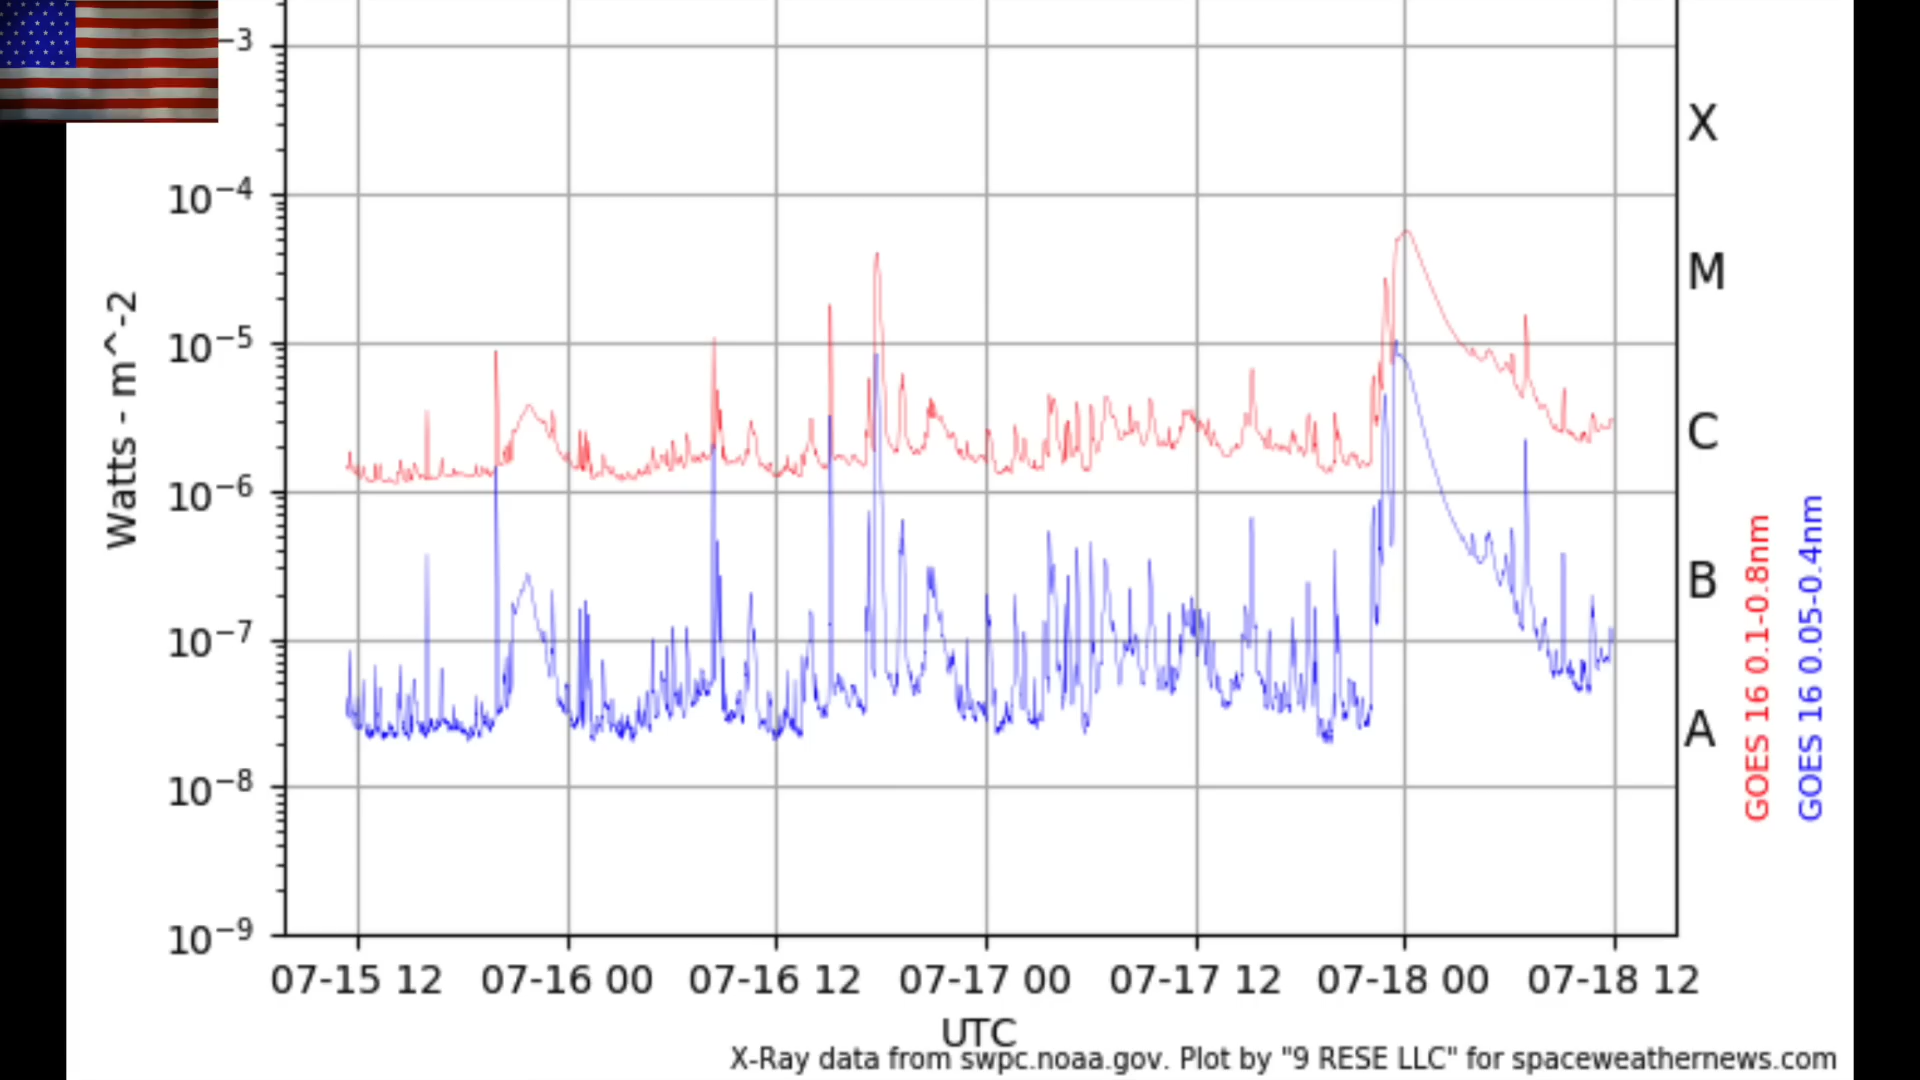 −3
X
10−4
M
10−5
C
10−6
B
10−7
A
10−8
10−9
Watts - m^-2
GOES 16 0.1-0.8nm
GOES 16 0.05-0.4nm
07-15 12 07-16 00 07-16 12 07-17 00 07-17 12 07-18 00 07-18 12
UTC
X-Ray data from swpc.noaa.gov. Plot by "9 RESE LLC" for spaceweathernews.com